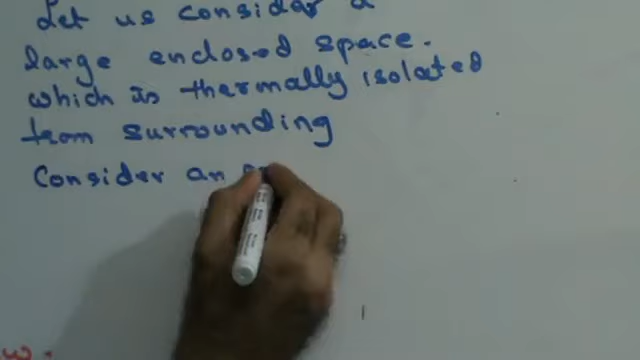 Let us consider a
large enclosed space.
which is thermally isolated
from surrounding
Consider an